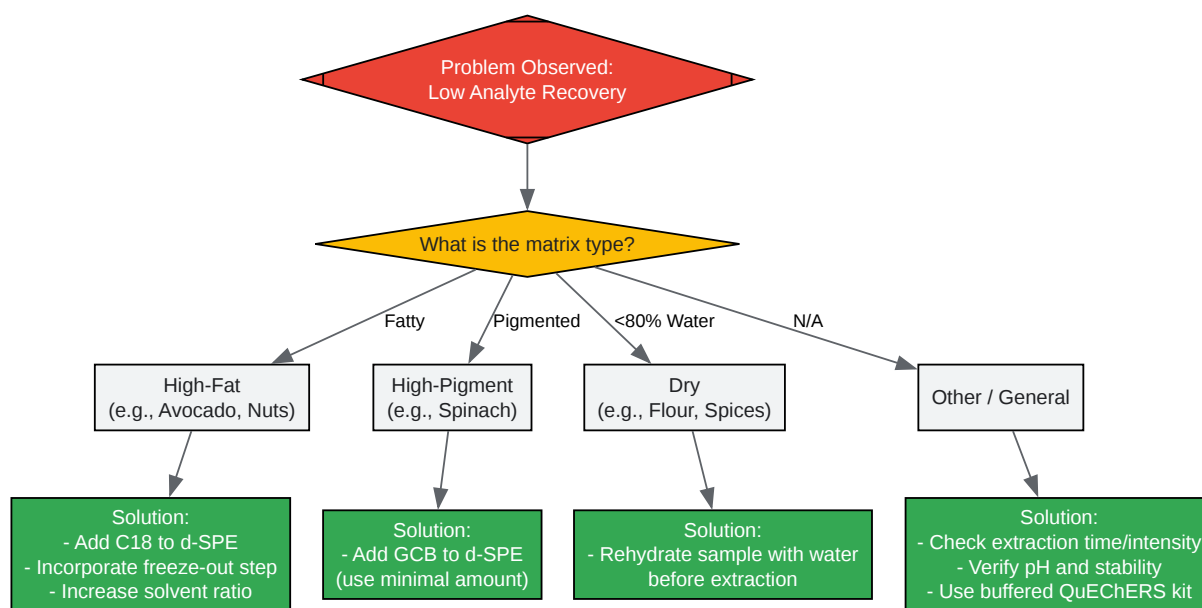 Problem Observed:
Low Analyte Recovery
What is the matrix type?
Fatty
Pigmented
<80% Water
N/A
High-Fat
(e.g., Avocado, Nuts)
High-Pigment
(e.g., Spinach)
Dry
(e.g., Flour, Spices)
Other / General
Solution:
- Add C18 to d-SPE
- Incorporate freeze-out step
- Increase solvent ratio
Solution:
- Add GCB to d-SPE
(use minimal amount)
Solution:
- Rehydrate sample with water
before extraction
Solution:
- Check extraction time/intensity
- Verify pH and stability
- Use buffered QuEChERS kit